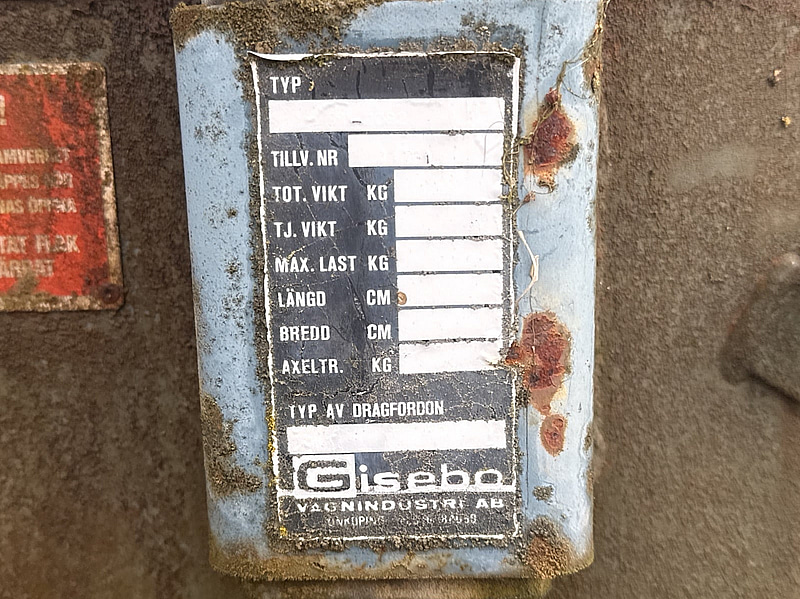 TYP
TILLV. NR
TOT. VIKT KG
TJ. VIKT KG
MAX. LAST KG
LÄNGD CM
BREDD CM
AXELTR. KG
TYP AV DRAGFORDON
Gisebo
VAGNINDUSTRI AB